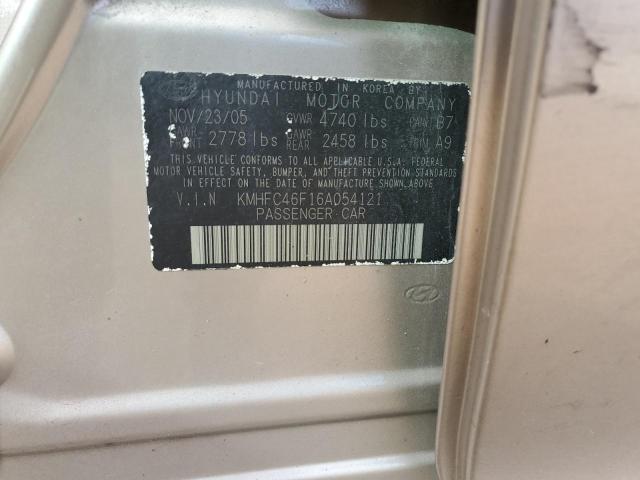 MANUFACTURED IN KOREA BY
HYUNDAI MOTOR COMPANY
NOV/23/05 GVWR 4740 lbs B7
FRONT 2778 lbs GAWR REAR 2458 lbs TRIM A9
THIS VEHICLE CONFORMS TO ALL APPLICABLE U.S.A. FEDERAL
MOTOR VEHICLE SAFETY, BUMPER, AND THEFT PREVENTION STANDARDS
IN EFFECT ON THE DATE OF MANUFACTURE SHOWN ABOVE.
V.I.N KMHFC46F16A054121
PASSENGER CAR